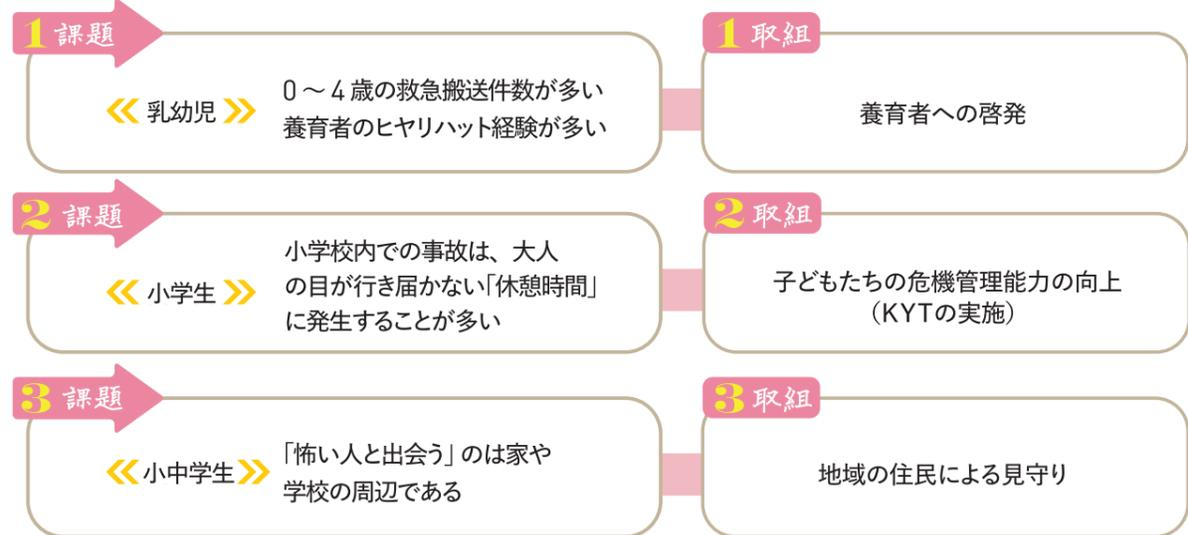 1 課題
≪ 乳幼児 ≫
0～4歳の救急搬送件数が多い
養育者のヒヤリハット経験が多い
1 取組
養育者への啓発
2 課題
≪ 小学生 ≫
小学校内での事故は、大人
の目が行き届かない「休憩時間」
に発生することが多い
2 取組
子どもたちの危機管理能力の向上
（KYTの実施）
3 課題
≪ 小中学生 ≫
「怖い人と出会う」のは家や
学校の周辺である
3 取組
地域の住民による見守り